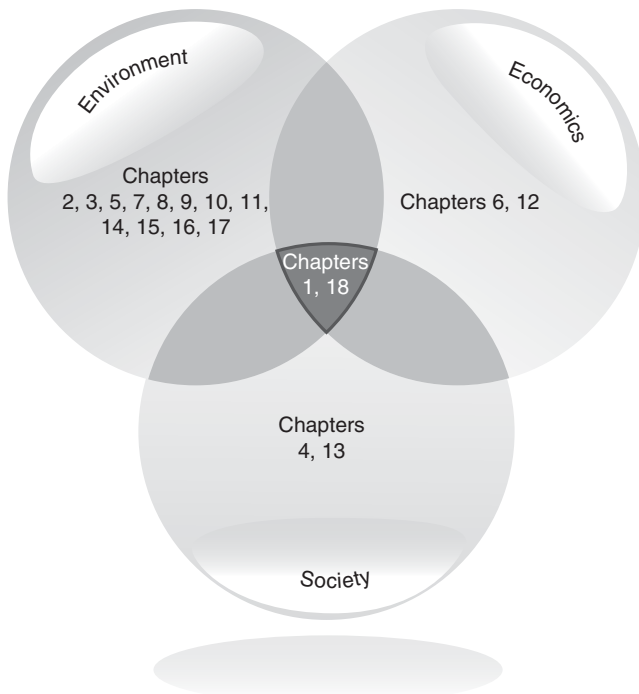 Environment
Economics
Chapters
2, 3, 5, 7, 8, 9, 10, 11,
14, 15, 16, 17
Chapters 6, 12
Chapters
1, 18
Chapters
4, 13
Society